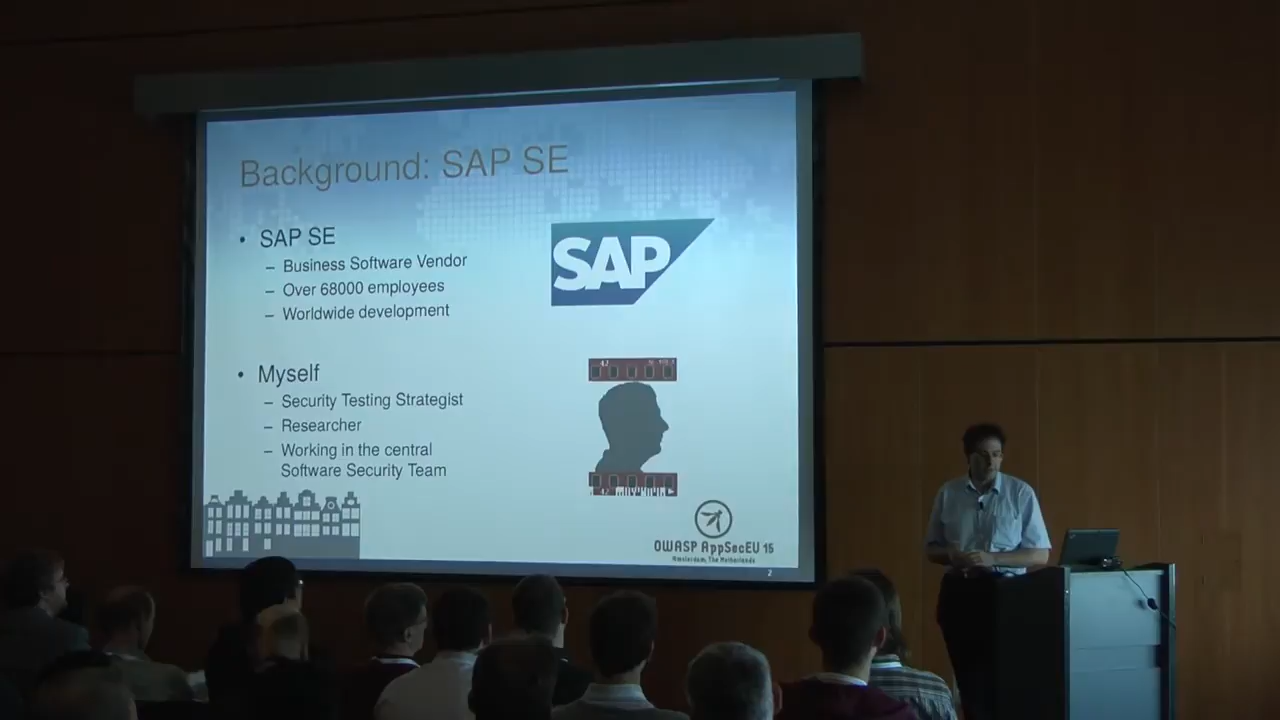 Background: SAP SE
• SAP SE
– Business Software Vendor
– Over 68000 employees
– Worldwide development
SAP
• Myself
– Security Testing Strategist
– Researcher
– Working in the central
Software Security Team
OWASP AppSecEU 15
Amsterdam, The Netherlands
2